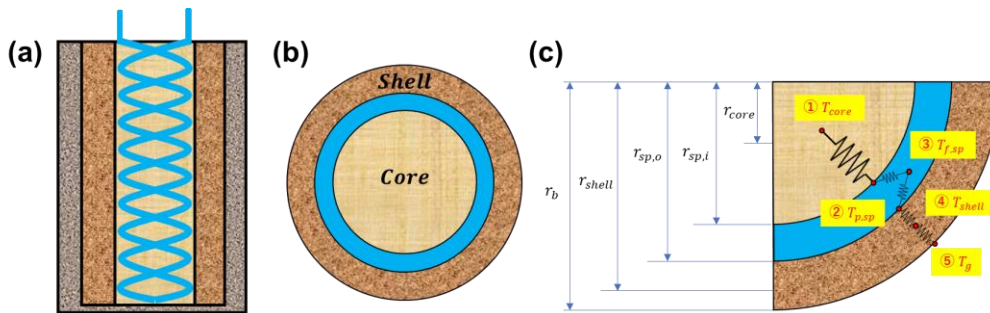 (a)
(b)
(c)
Shell
Core
r_core
r_sp,i
r_sp,o
r_shell
r_b
① T_core
② T_p,sp
③ T_f,sp
④ T_shell
⑤ T_g